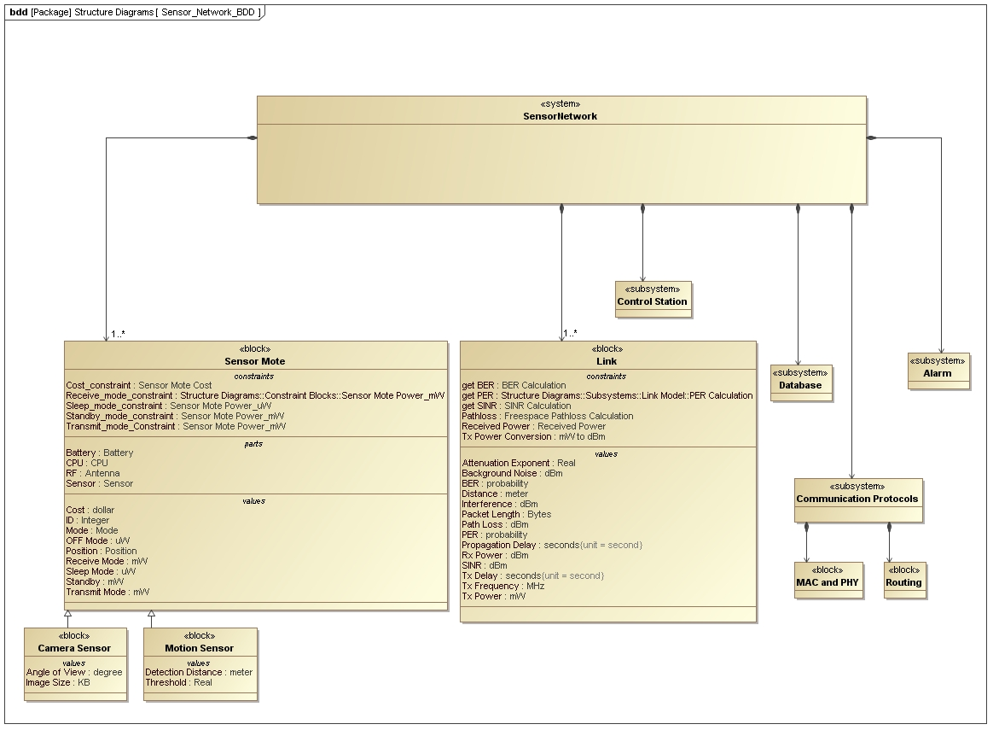 bdd [Package] Structure Diagrams [ Sensor_Network_BDD ]
«system»
SensorNetwork
1..*
1..*
«subsystem»
Control Station
«subsystem»
Database
«subsystem»
Alarm
«block»
Sensor Mote
constraints
Cost_constraint : Sensor Mote Cost
Receive_mode_constraint : Structure Diagrams::Constraint Blocks::Sensor Mote Power_mW
Sleep_mode_constraint : Sensor Mote Power_uW
Standby_mode_constraint : Sensor Mote Power_mW
Transmit_mode_Constraint : Sensor Mote Power_mW
parts
Battery : Battery
CPU : CPU
RF : Antenna
Sensor : Sensor
values
Cost : dollar
ID : Integer
Mode : Mode
OFF Mode : uW
Position : Position
Receive Mode : mW
Sleep Mode : uW
Standby : mW
Transmit Mode : mW
«block»
Link
constraints
get BER : BER Calculation
get PER : Structure Diagrams::Subsystems::Link Model::PER Calculation
get SINR : SINR Calculation
Pathloss : Freespace Pathloss Calculation
Received Power : Received Power
Tx Power Conversion : mW to dBm
values
Attenuation Exponent : Real
Background Noise : dBm
BER : probability
Distance : meter
Interference : dBm
Packet Length : Bytes
Path Loss : dBm
PER : probability
Propagation Delay : seconds{unit = second}
Rx Power : dBm
SINR : dBm
Tx Delay : seconds{unit = second}
Tx Frequency : MHz
Tx Power : mW
«subsystem»
Communication Protocols
«block»
MAC and PHY
«block»
Routing
«block»
Camera Sensor
values
Angle of View : degree
Image Size : KB
«block»
Motion Sensor
values
Detection Distance : meter
Threshold : Real